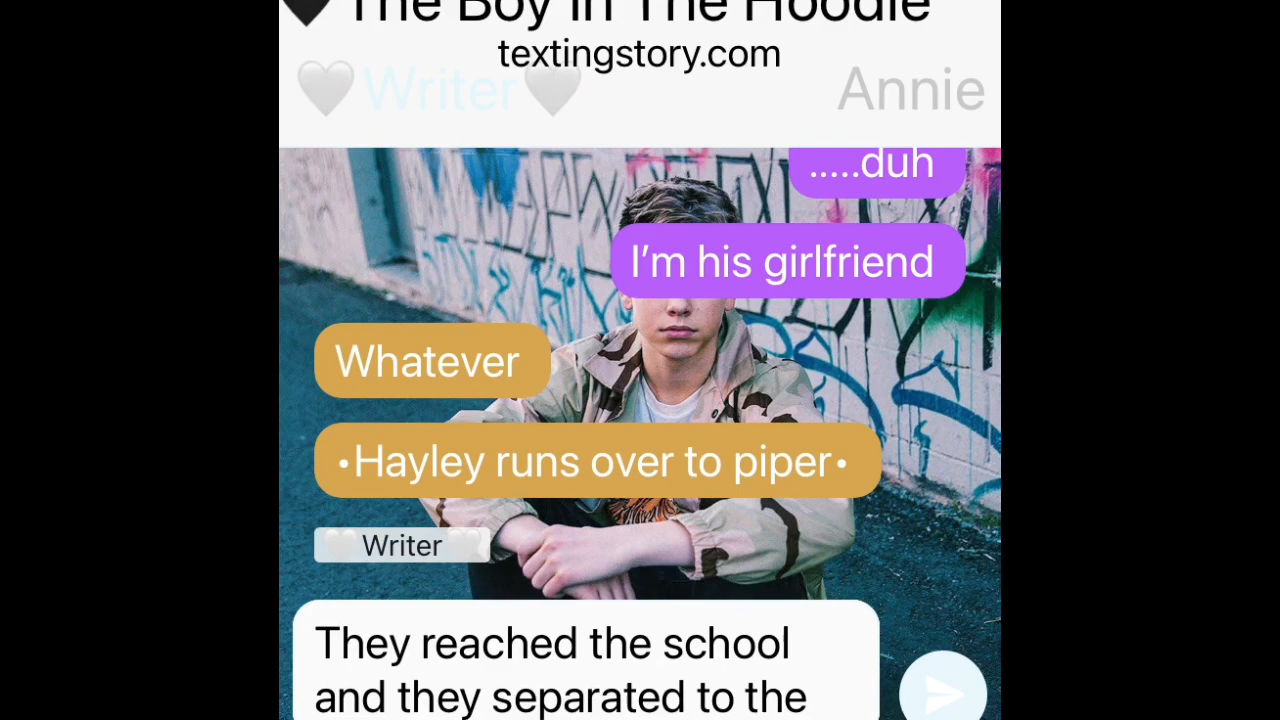 🖤The Boy In The Hoodie
textingstory.com
🤍Writer🤍
Annie
.....duh
I’m his girlfriend
Whatever
•Hayley runs over to piper•
🤍Writer🤍
They reached the school
and they separated to the